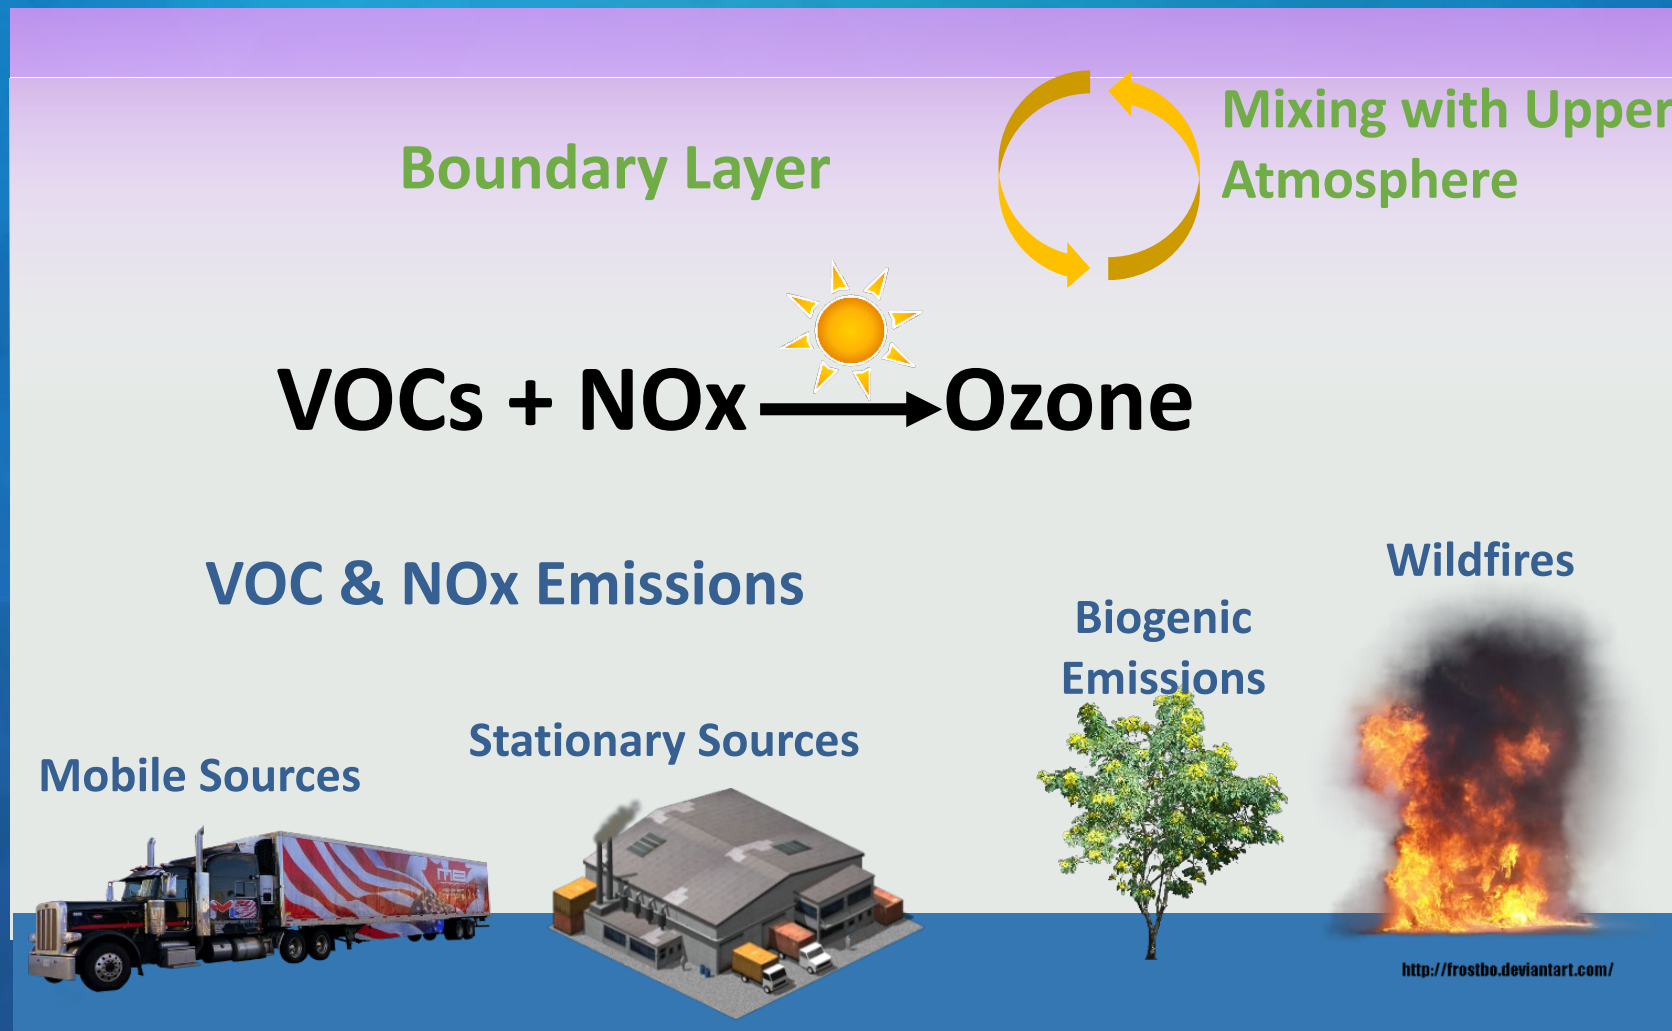 Mixing with Upper
Atmosphere
Boundary Layer
VOCs + NOx Ozone
VOC & NOx Emissions
Wildfires
Biogenic
Emissions
Stationary Sources
Mobile Sources
http://frostbo.deviantart.com/